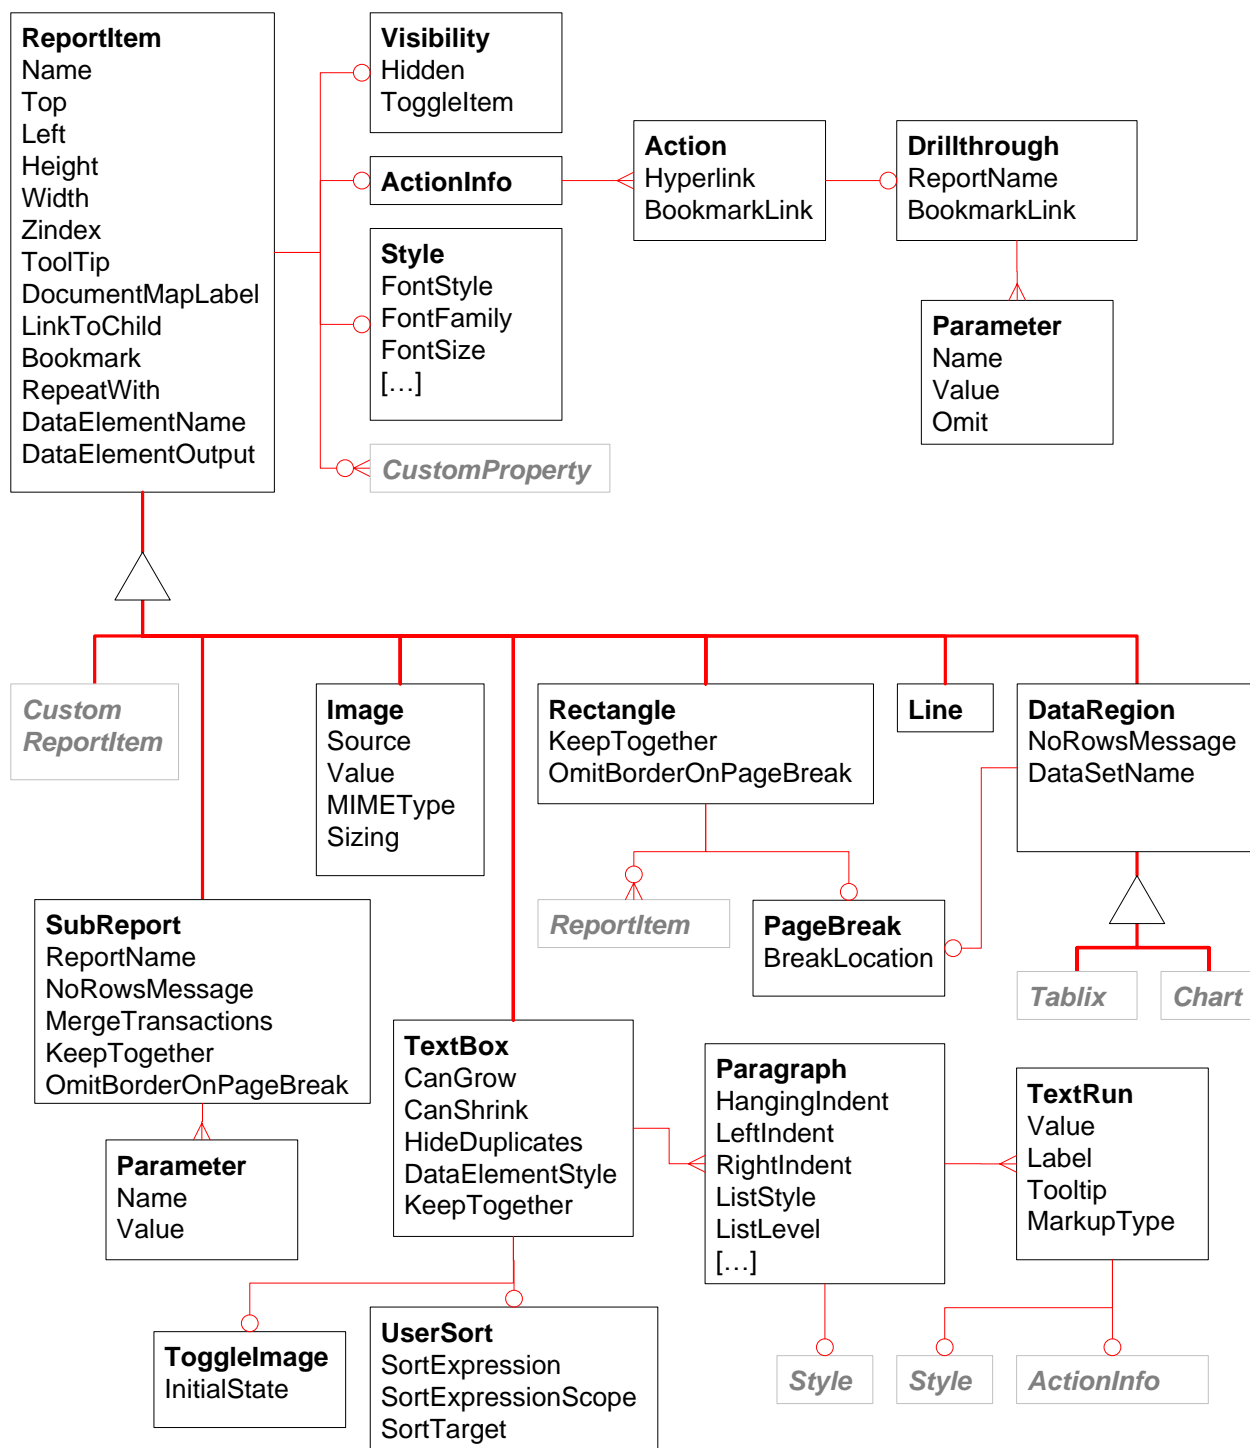 ReportItem
Name
Top
Left
Height
Width
Zindex
ToolTip
DocumentMapLabel
LinkToChild
Bookmark
RepeatWith
DataElementName
DataElementOutput
Visibility
Hidden
ToggleItem
ActionInfo
Style
FontStyle
FontFamily
FontSize
[…]
CustomProperty
Action
Hyperlink
BookmarkLink
Drillthrough
ReportName
BookmarkLink
Parameter
Name
Value
Omit
Custom
ReportItem
Image
Source
Value
MIMEType
Sizing
Rectangle
KeepTogether
OmitBorderOnPageBreak
Line
DataRegion
NoRowsMessage
DataSetName
SubReport
ReportName
NoRowsMessage
MergeTransactions
KeepTogether
OmitBorderOnPageBreak
Parameter
Name
Value
ReportItem
PageBreak
BreakLocation
Tablix
Chart
TextBox
CanGrow
CanShrink
HideDuplicates
DataElementStyle
KeepTogether
Paragraph
HangingIndent
LeftIndent
RightIndent
ListStyle
ListLevel
[…]
TextRun
Value
Label
Tooltip
MarkupType
ToggleImage
InitialState
UserSort
SortExpression
SortExpressionScope
SortTarget
Style
Style
ActionInfo